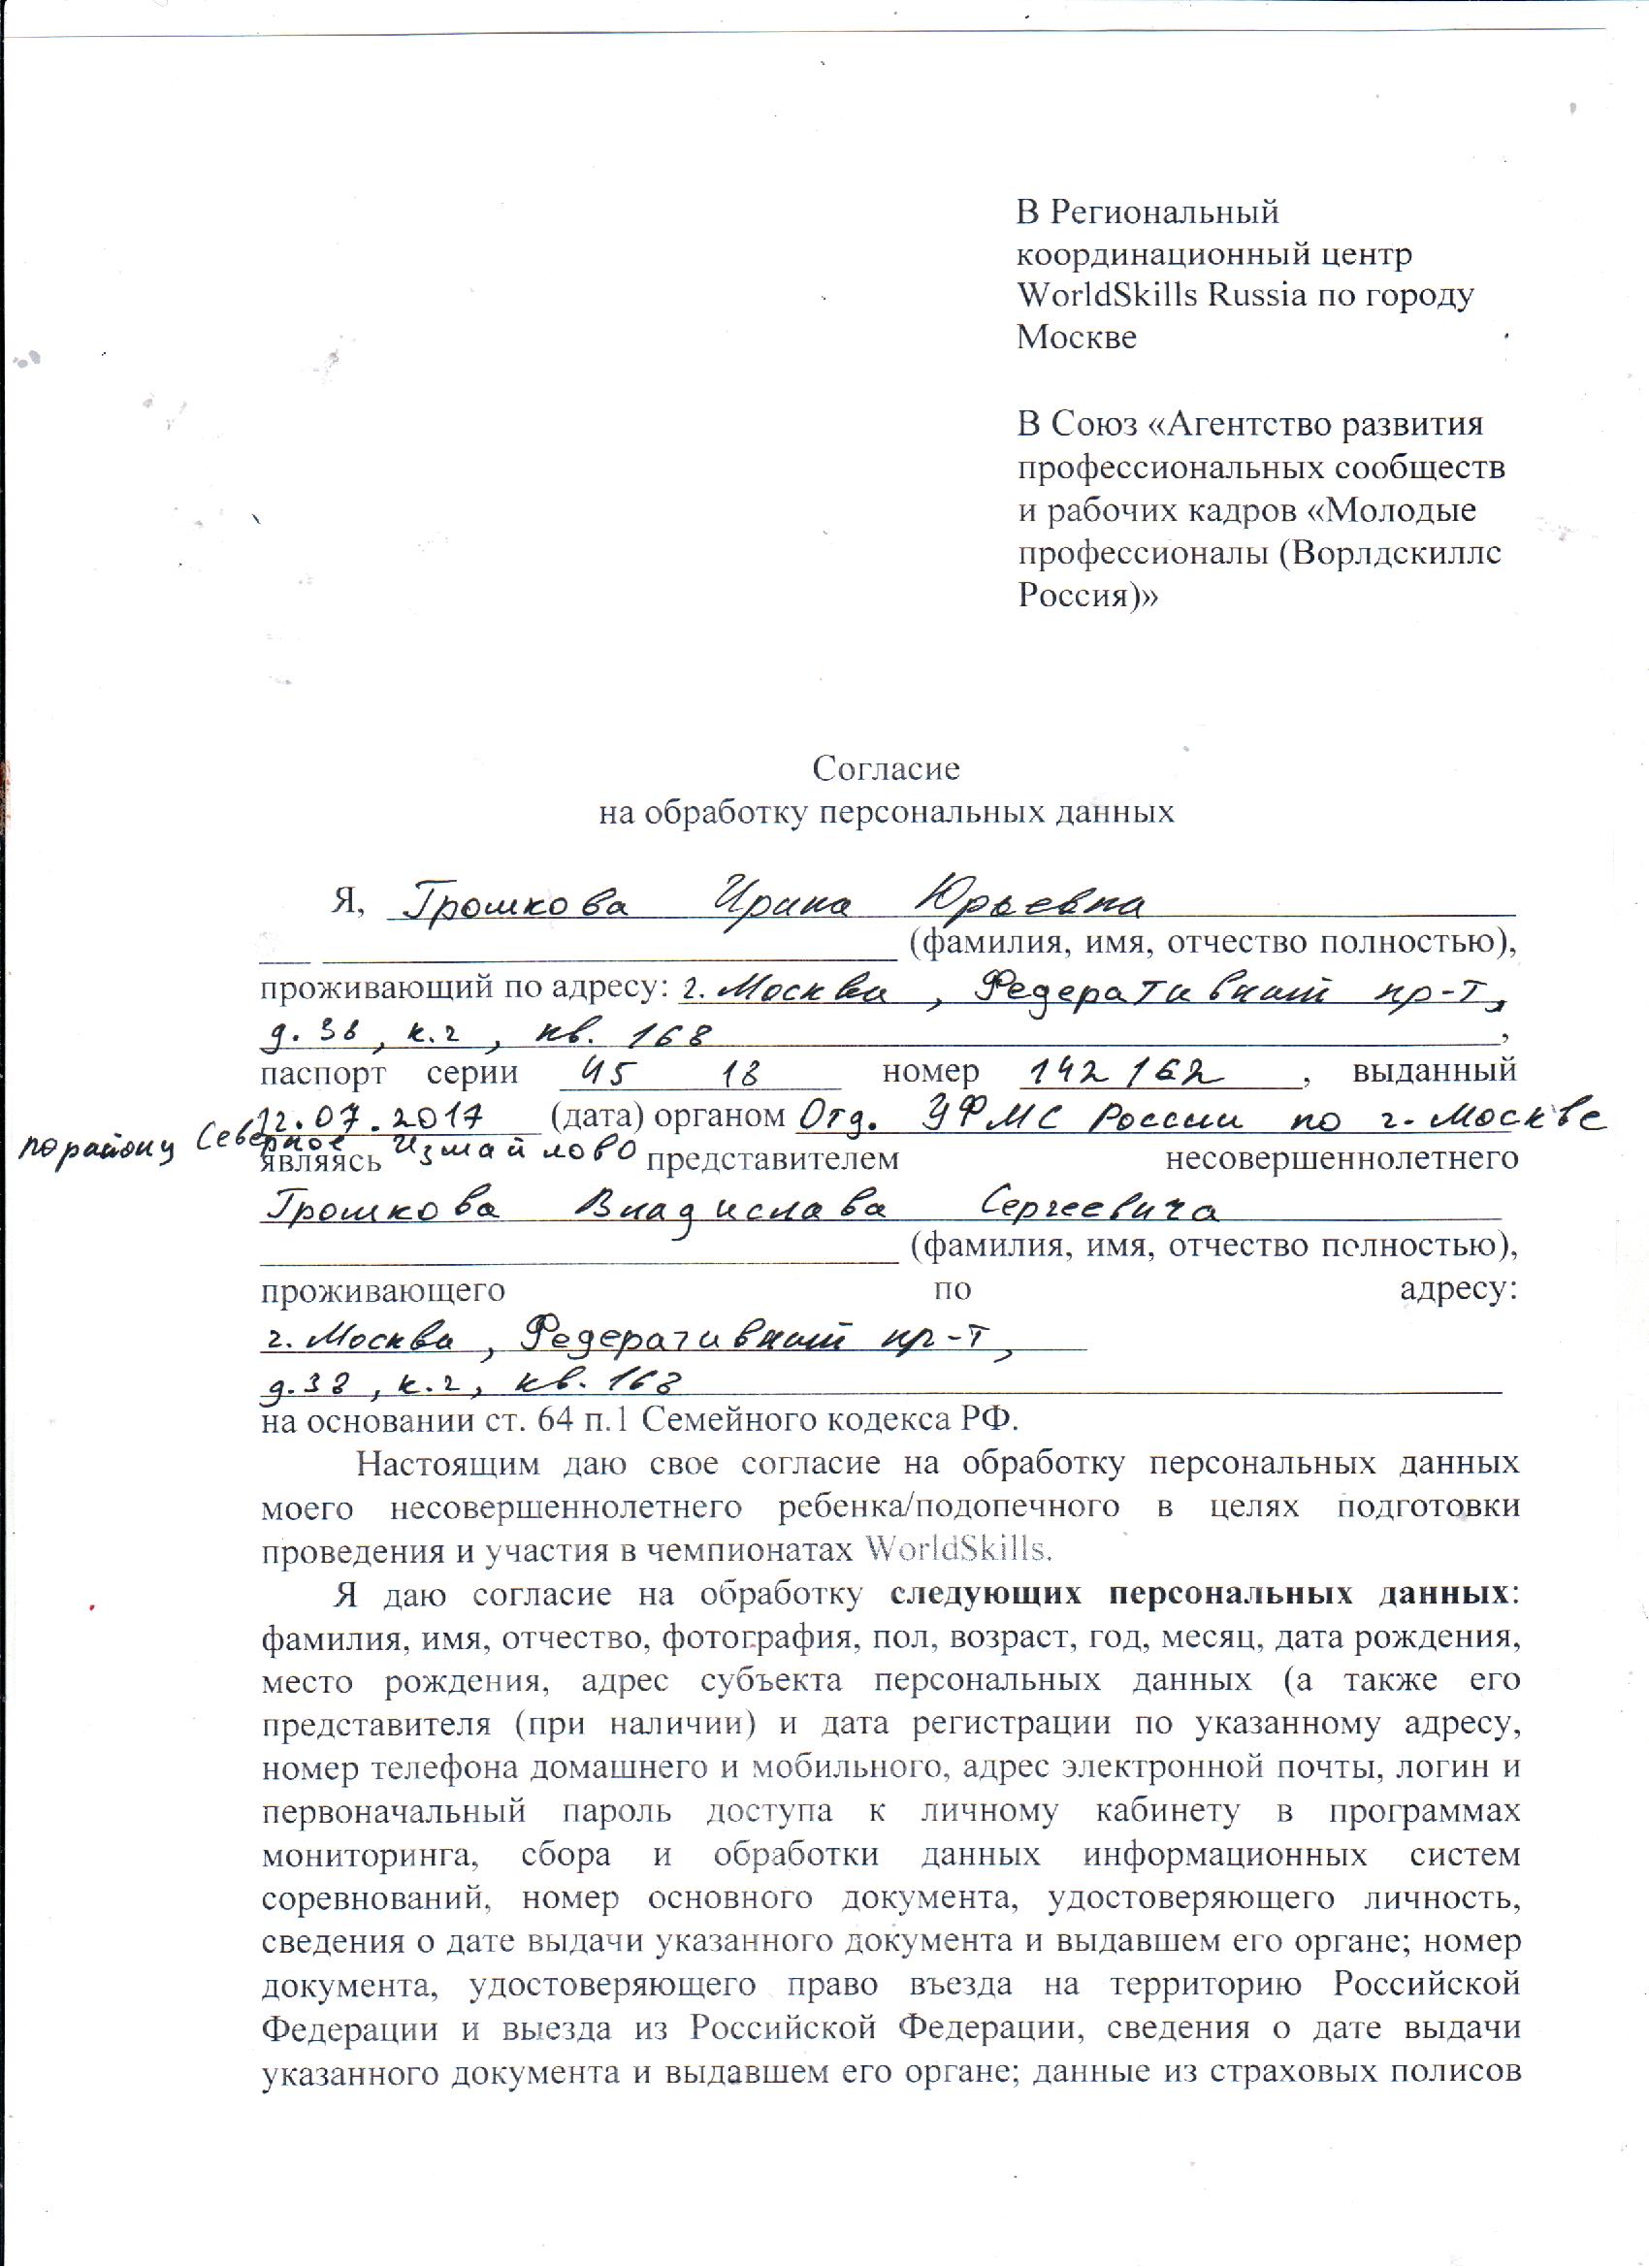 В Региональный
координационный центр
WorldSkills Russia по городу
Москве
В Союз «Агентство развития
профессиональных сообществ
и рабочих кадров «Молодые
профессионалы (Ворлдскиллс
Россия)»
Согласие
на обработку персональных данных
Я, Грошкова Ирина Юрьевна
(фамилия, имя, отчество полностью),
проживающий по адресу: г. Москва, Федеративный пр-т,
д. 38, к. 2, кв. 168,
паспорт серии 45 18 номер 142162, выданный
12.07.2017 (дата) органом Отд. УФМС России по г. Москве
по району Северное Измайлово
являясь представителем несовершеннолетнего
Грошкова Владислава Сергеевича
(фамилия, имя, отчество полностью),
проживающего по адресу:
г. Москва, Федеративный пр-т,
д. 38, к. 2, кв. 168
на основании ст. 64 п.1 Семейного кодекса РФ.
Настоящим даю свое согласие на обработку персональных данных
моего несовершеннолетнего ребенка/подопечного в целях подготовки
проведения и участия в чемпионатах WorldSkills.
Я даю согласие на обработку следующих персональных данных:
фамилия, имя, отчество, фотография, пол, возраст, год, месяц, дата рождения,
место рождения, адрес субъекта персональных данных (а также его
представителя (при наличии) и дата регистрации по указанному адресу,
номер телефона домашнего и мобильного, адрес электронной почты, логин и
первоначальный пароль доступа к личному кабинету в программах
мониторинга, сбора и обработки данных информационных систем
соревнований, номер основного документа, удостоверяющего личность,
сведения о дате выдачи указанного документа и выдавшем его органе; номер
документа, удостоверяющего право въезда на территорию Российской
Федерации и выезда из Российской Федерации, сведения о дате выдачи
указанного документа и выдавшем его органе; данные из страховых полисов